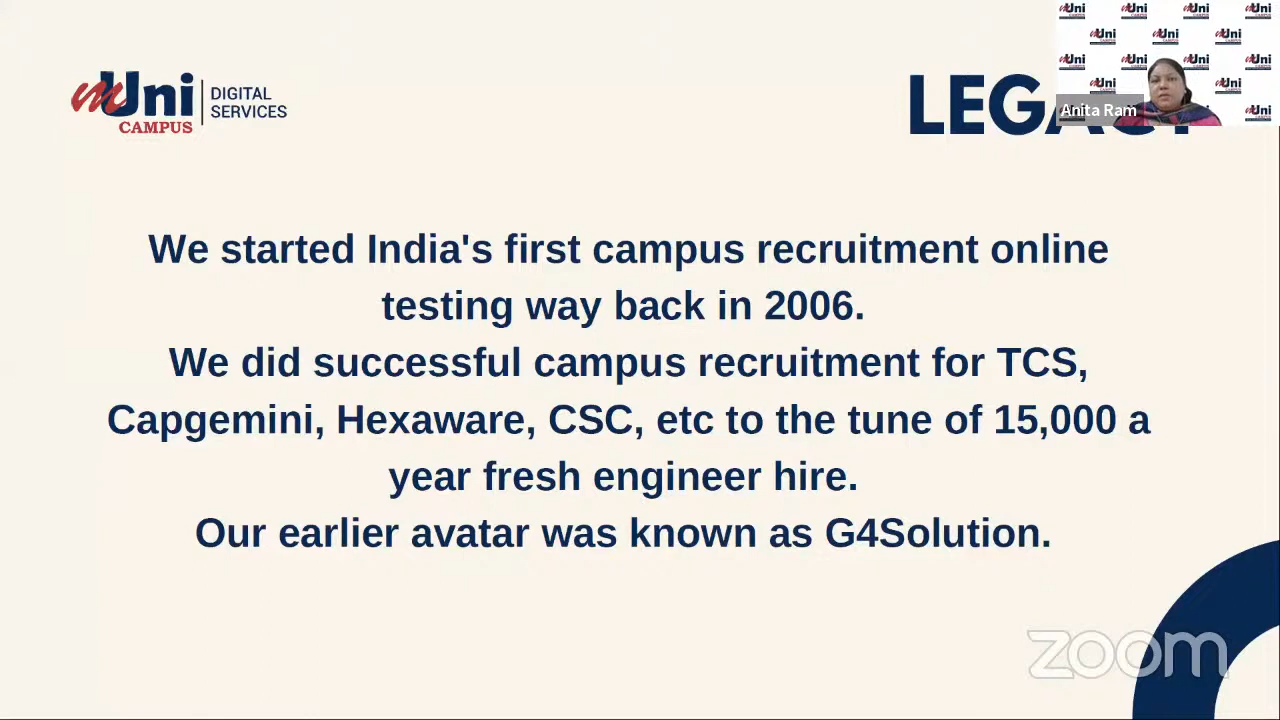 mUni
CAMPUS
DIGITAL
SERVICES
LEGACY
Anita Ram
We started India's first campus recruitment online
testing way back in 2006.
We did successful campus recruitment for TCS,
Capgemini, Hexaware, CSC, etc to the tune of 15,000 a
year fresh engineer hire.
Our earlier avatar was known as G4Solution.
zoom